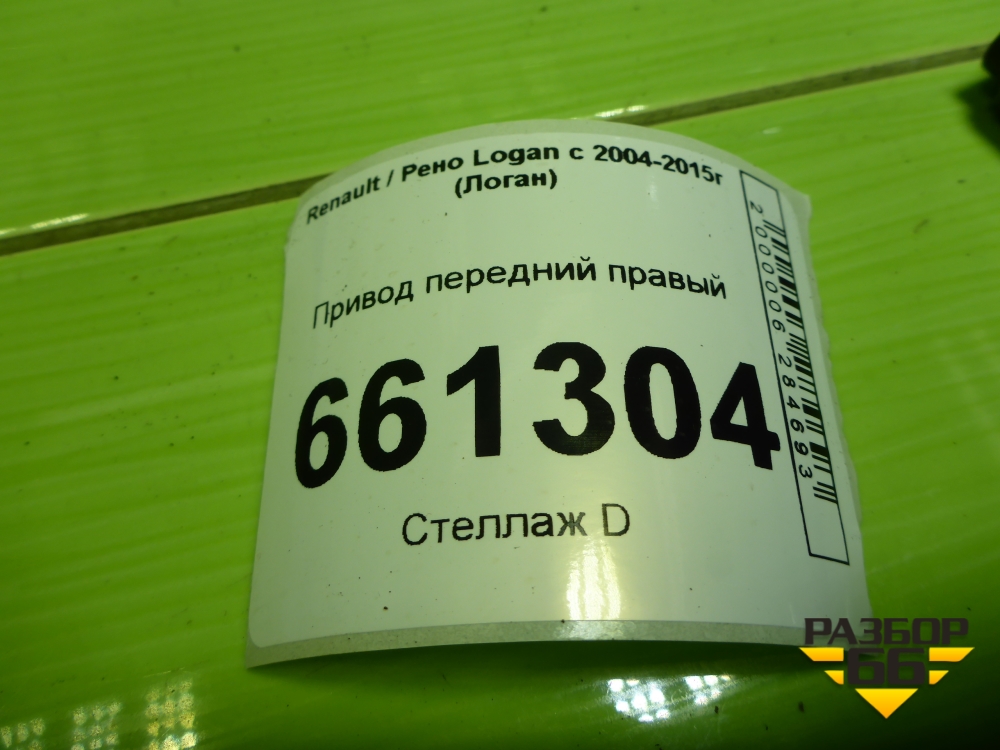 Renault / Рено Logan с 2004-2015г
(Логан)
Привод передний правый
661304
Стеллаж D
2000006284693
РАЗБОР
66